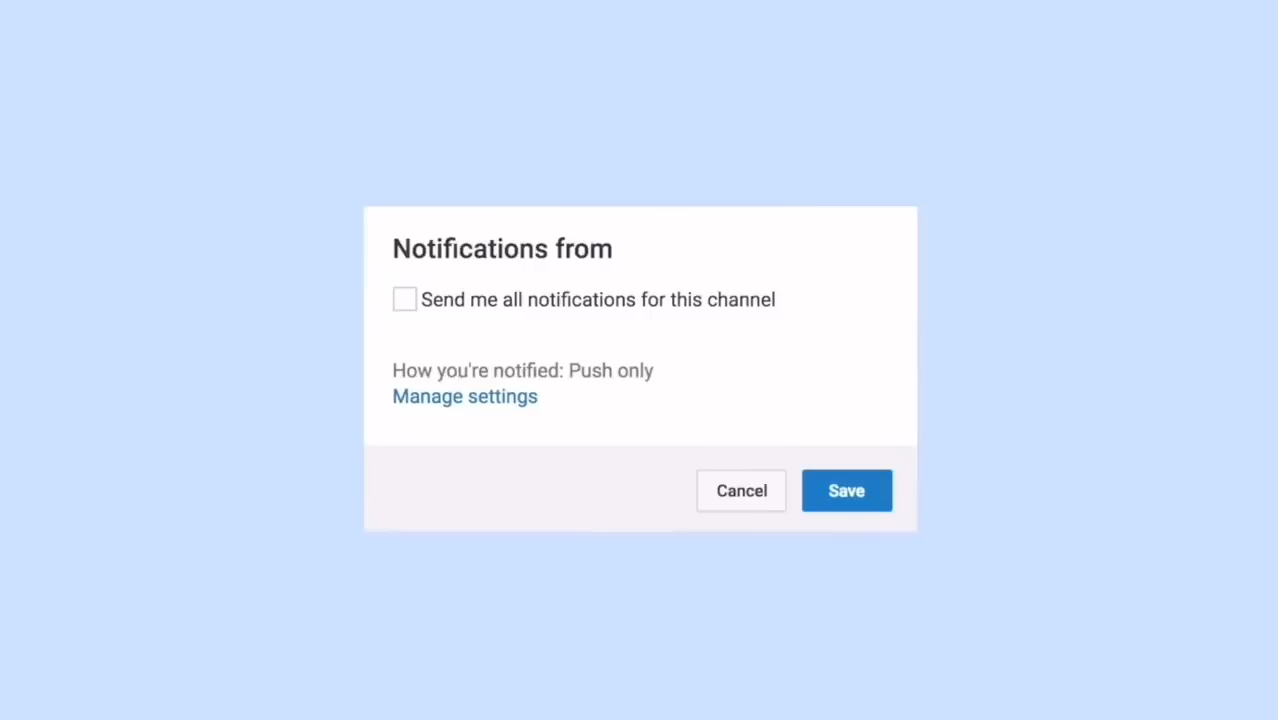 Notifications from
Send me all notifications for this channel
How you're notified: Push only
Manage settings
Cancel
Save